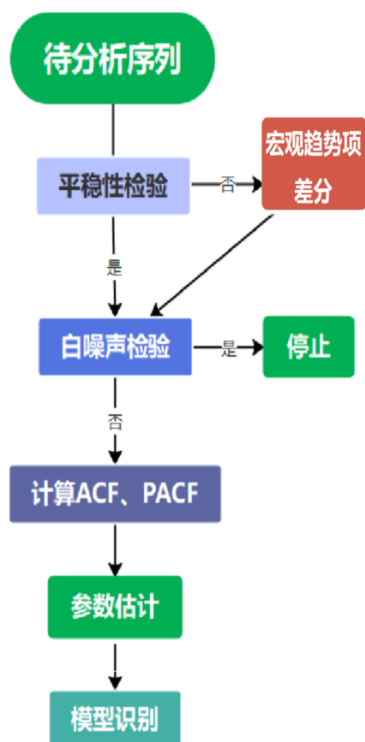 待分析序列
平稳性检验
否
宏观趋势项
差分
是
白噪声检验
是
停止
否
计算ACF、PACF
参数估计
模型识别